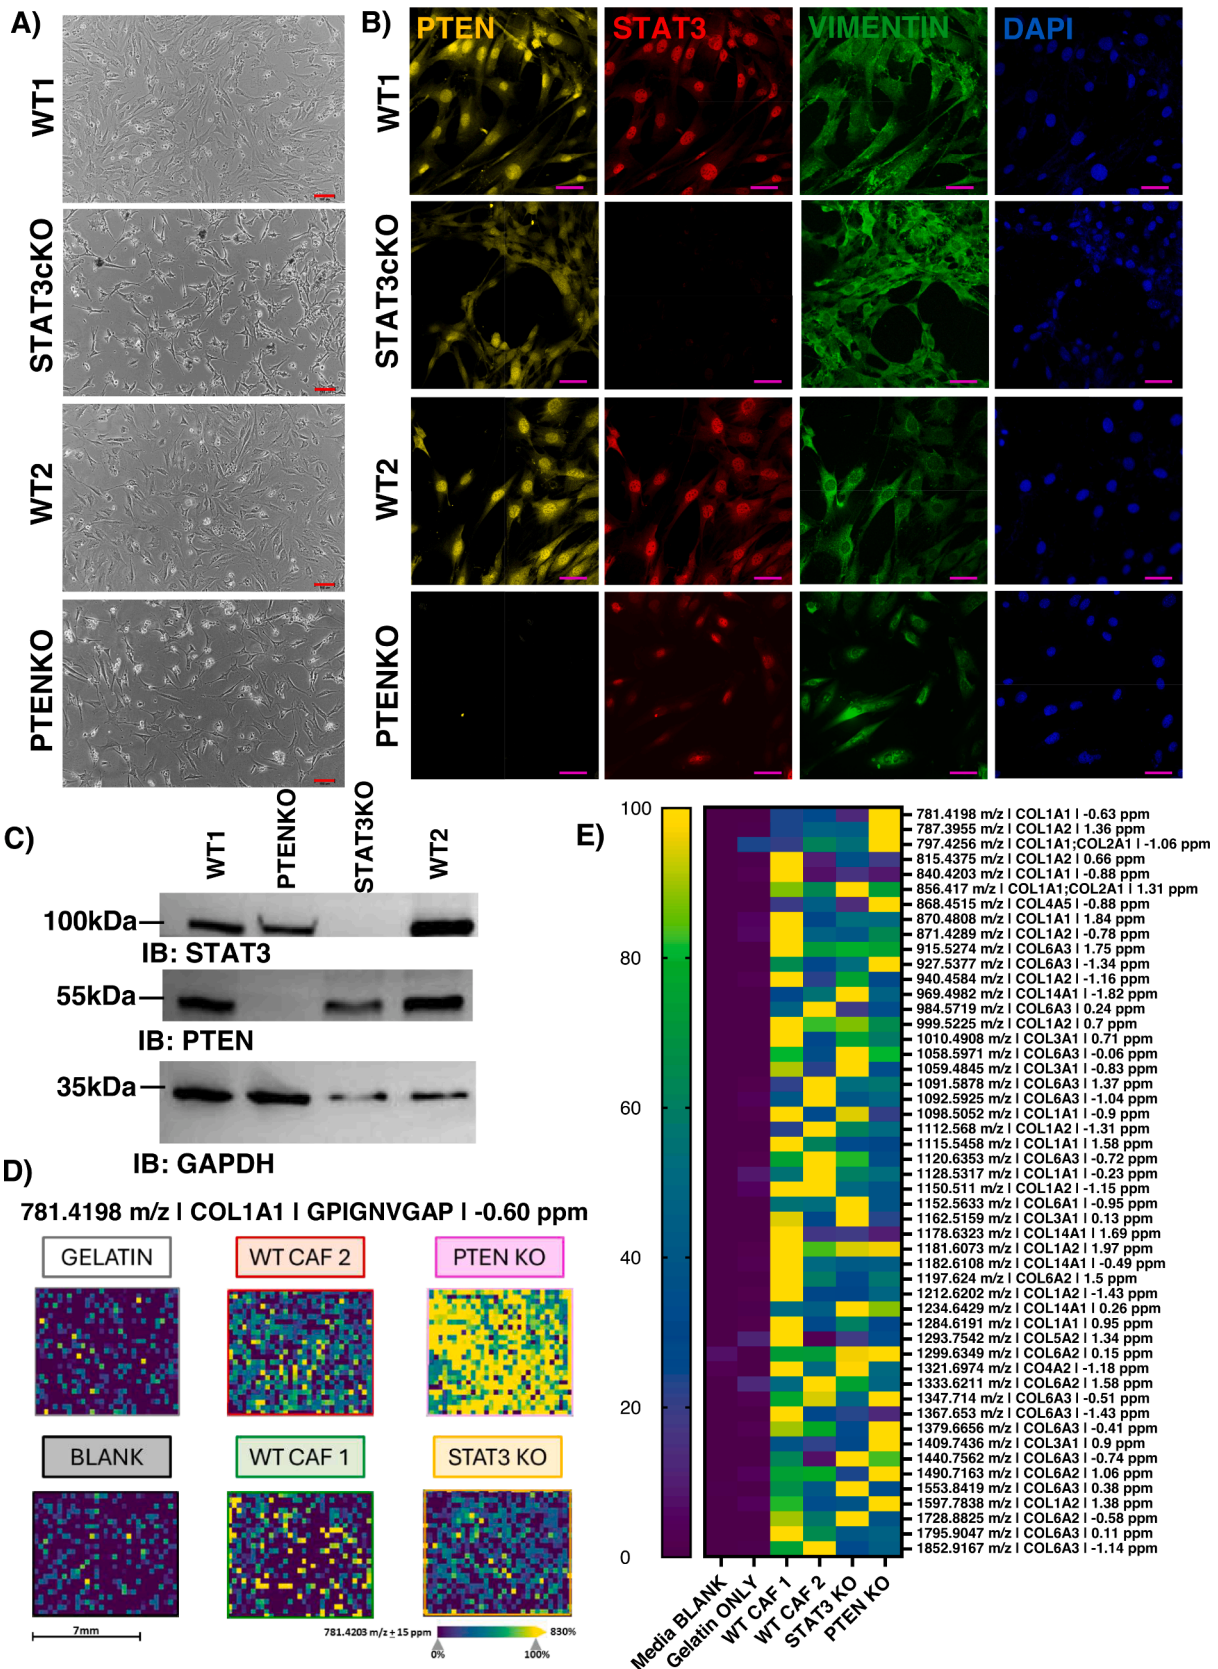 A)
WT1
STAT3cKO
WT2
PTENKO
B)
PTEN
STAT3
VIMENTIN
DAPI
WT1
STAT3cKO
WT2
PTENKO
C)
WT1
PTENKO
STAT3KO
WT2
100kDa
IB: STAT3
55kDa
IB: PTEN
35kDa
IB: GAPDH
D)
781.4198 m/z | COL1A1 | GPIGNVGAP | -0.60 ppm
GELATIN
WT CAF 2
PTEN KO
BLANK
WT CAF 1
STAT3 KO
7mm
781.4203 m/z ± 15 ppm
830%
0%
100%
E)
100
80
60
40
20
0
781.4198 m/z | COL1A1 | -0.63 ppm
787.3955 m/z | COL1A2 | 1.36 ppm
797.4256 m/z | COL1A1;COL2A1 | -1.06 ppm
815.4375 m/z | COL1A2 | 0.66 ppm
840.4203 m/z | COL1A1 | -0.88 ppm
856.417 m/z | COL1A1;COL2A1 | 1.31 ppm
868.4515 m/z | COL4A5 | -0.88 ppm
870.4808 m/z | COL1A1 | 1.84 ppm
871.4289 m/z | COL1A2 | -0.78 ppm
915.5274 m/z | COL6A3 | 1.75 ppm
927.5377 m/z | COL6A3 | -1.34 ppm
940.4584 m/z | COL1A2 | -1.16 ppm
969.4982 m/z | COL14A1 | -1.82 ppm
984.5719 m/z | COL6A3 | 0.24 ppm
999.5225 m/z | COL1A2 | 0.7 ppm
1010.4908 m/z | COL3A1 | 0.71 ppm
1058.5971 m/z | COL6A3 | -0.06 ppm
1059.4845 m/z | COL3A1 | -0.83 ppm
1091.5878 m/z | COL6A3 | 1.37 ppm
1092.5925 m/z | COL6A3 | -1.04 ppm
1098.5052 m/z | COL1A1 | -0.9 ppm
1112.568 m/z | COL1A2 | -1.31 ppm
1115.5458 m/z | COL1A1 | 1.58 ppm
1120.6353 m/z | COL6A3 | -0.72 ppm
1128.5317 m/z | COL1A1 | -0.23 ppm
1150.511 m/z | COL1A2 | -1.15 ppm
1152.5633 m/z | COL6A1 | -0.95 ppm
1162.5159 m/z | COL3A1 | 0.13 ppm
1178.6323 m/z | COL14A1 | 1.69 ppm
1181.6073 m/z | COL1A2 | 1.97 ppm
1182.6108 m/z | COL14A1 | -0.49 ppm
1197.624 m/z | COL6A2 | 1.5 ppm
1212.6202 m/z | COL1A2 | -1.43 ppm
1234.6429 m/z | COL14A1 | 0.26 ppm
1284.6191 m/z | COL1A1 | 0.95 ppm
1293.7542 m/z | COL5A2 | 1.34 ppm
1299.6349 m/z | COL6A2 | 0.15 ppm
1321.6974 m/z | CO4A2 | -1.18 ppm
1333.6211 m/z | COL6A2 | 1.58 ppm
1347.714 m/z | COL6A3 | -0.51 ppm
1367.653 m/z | COL6A3 | -1.43 ppm
1379.6656 m/z | COL6A3 | -0.41 ppm
1409.7436 m/z | COL3A1 | 0.9 ppm
1440.7562 m/z | COL6A3 | -0.74 ppm
1490.7163 m/z | COL6A2 | 1.06 ppm
1553.8419 m/z | COL6A3 | 0.38 ppm
1597.7838 m/z | COL1A2 | 1.38 ppm
1728.8825 m/z | COL6A2 | -0.58 ppm
1795.9047 m/z | COL6A3 | 0.11 ppm
1852.9167 m/z | COL6A3 | -1.14 ppm
Media BLANK
Gelatin ONLY
WT CAF 1
WT CAF 2
STAT3 KO
PTEN KO